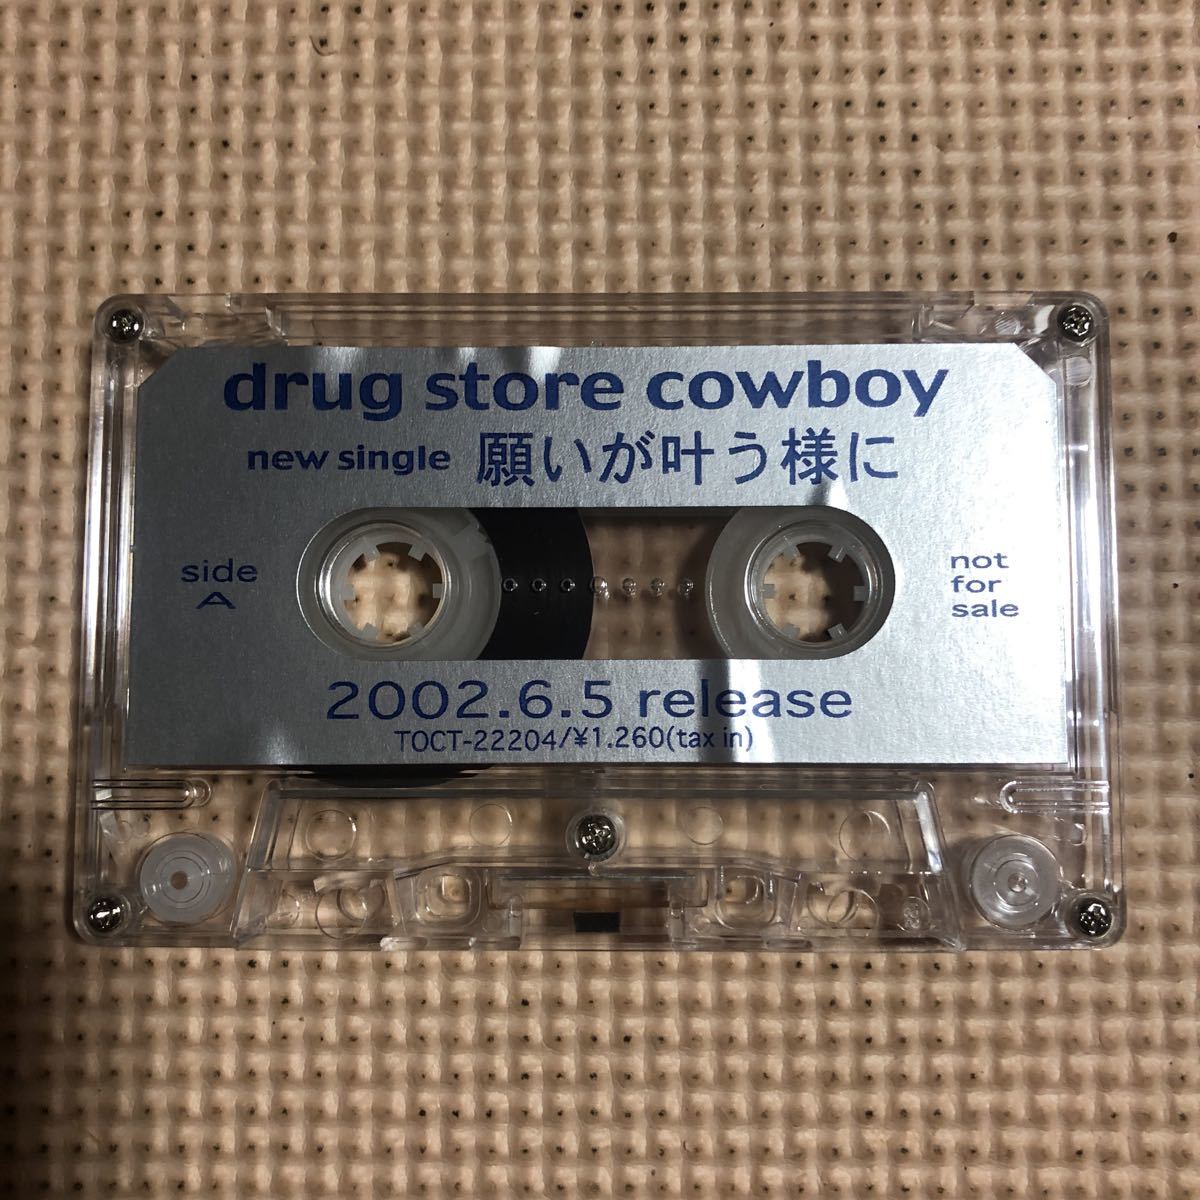 drug store cowboy
new single 願いが叶う様に
side
A
not
for
sale
2002.6.5 release
TOCT-22204/¥1.260(tax in)